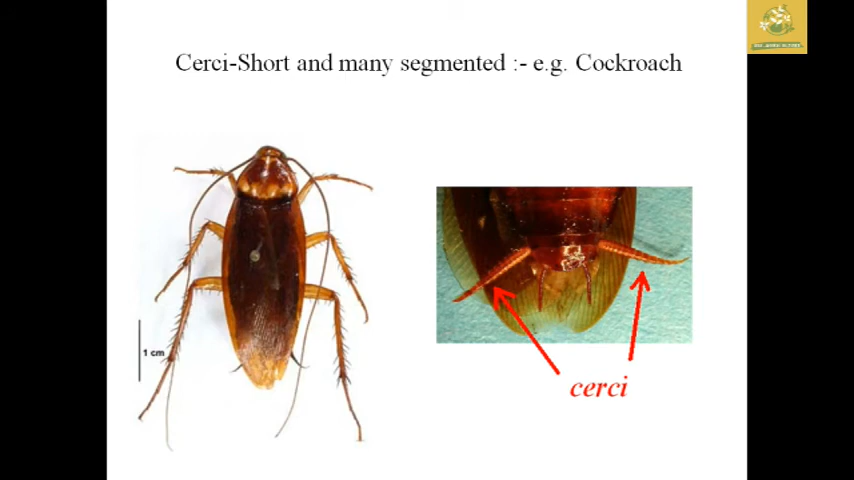 Cerci-Short and many segmented :- e.g. Cockroach
1 cm
cerci